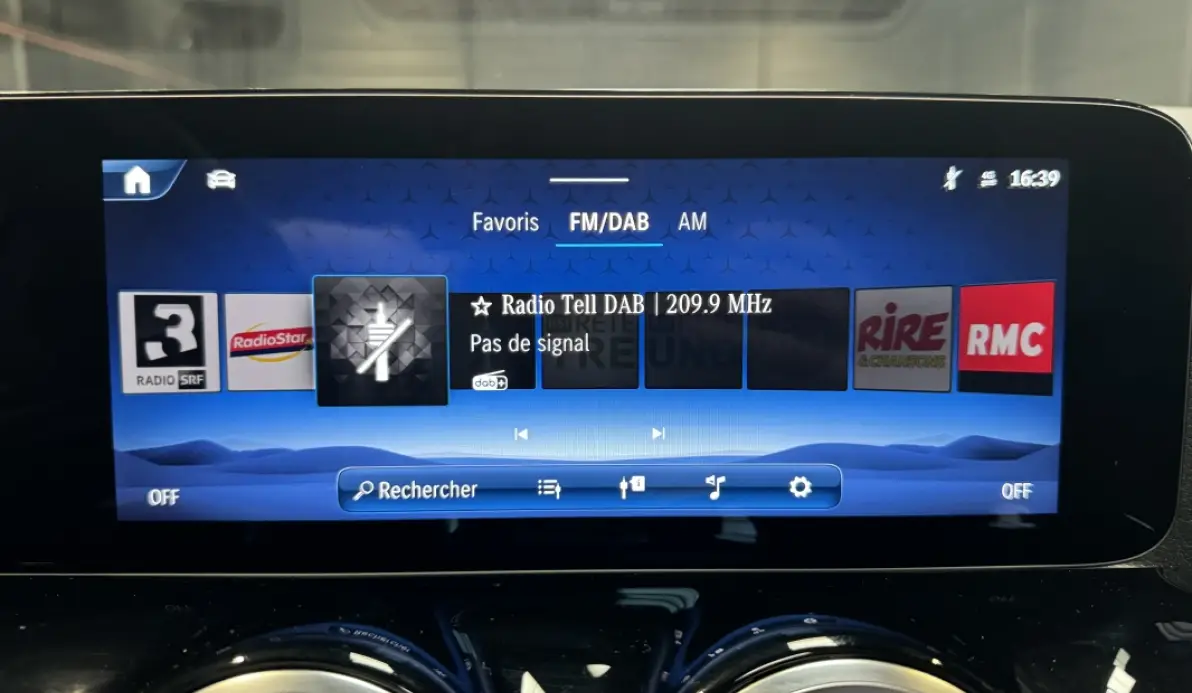 16:39
Favoris FM/DAB AM
3
RADIO SRF
RadioStar
Radio Tell DAB | 209.9 MHz
Pas de signal
dab+
RIRE
& CHANSONS
RMC
Rechercher
OFF
OFF